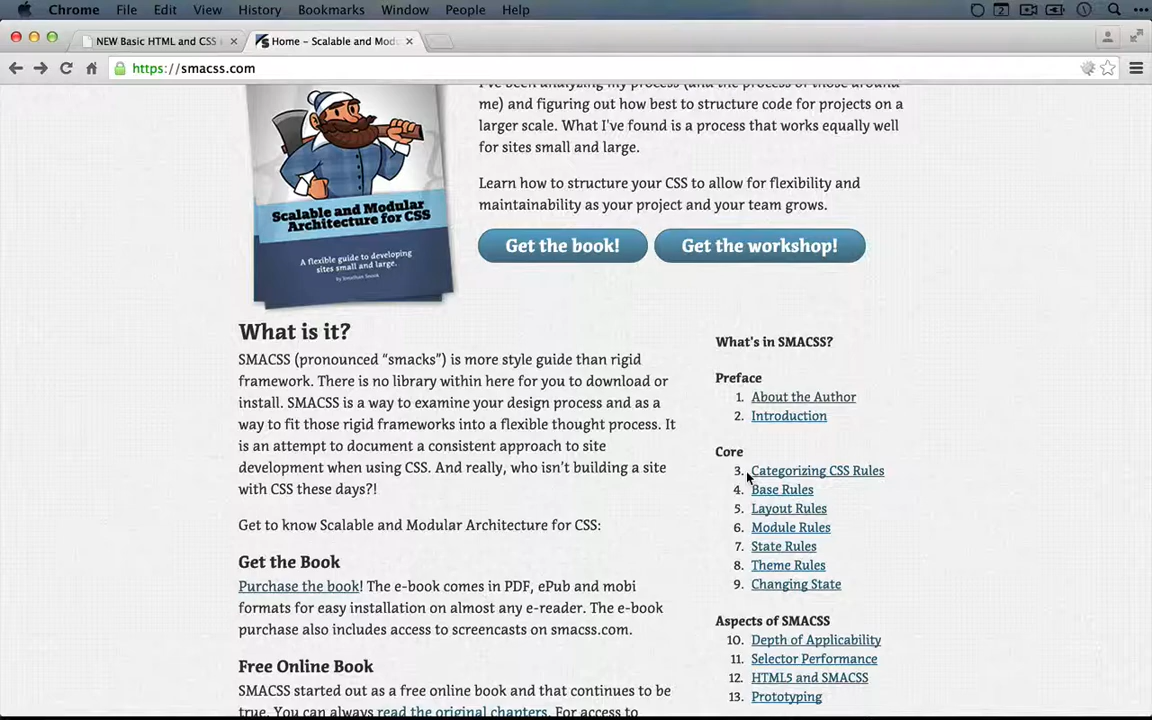 Chrome File Edit View History Bookmarks Window People Help
NEW Basic HTML and CSS
Home – Scalable and Mod
https://smacss.com
me) and figuring out how best to structure code for projects on a
larger scale. What I've found is a process that works equally well
for sites small and large.
Learn how to structure your CSS to allow for flexibility and
maintainability as your project and your team grows.
Get the book! Get the workshop!
Scalable and Modular
Architecture for CSS
A flexible guide to developing
sites small and large.
by Jonathan Snook
What is it?
SMACSS (pronounced “smacks”) is more style guide than rigid
framework. There is no library within here for you to download or
install. SMACSS is a way to examine your design process and as a
way to fit those rigid frameworks into a flexible thought process. It
is an attempt to document a consistent approach to site
development when using CSS. And really, who isn’t building a site
with CSS these days?!
Get to know Scalable and Modular Architecture for CSS:
Get the Book
Purchase the book! The e-book comes in PDF, ePub and mobi
formats for easy installation on almost any e-reader. The e-book
purchase also includes access to screencasts on smacss.com.
Free Online Book
SMACSS started out as a free online book and that continues to be
true. You can always read the original chapters. For access to
What's in SMACSS?
Preface
1. About the Author
2. Introduction
Core
3. Categorizing CSS Rules
4. Base Rules
5. Layout Rules
6. Module Rules
7. State Rules
8. Theme Rules
9. Changing State
Aspects of SMACSS
10. Depth of Applicability
11. Selector Performance
12. HTML5 and SMACSS
13. Prototyping